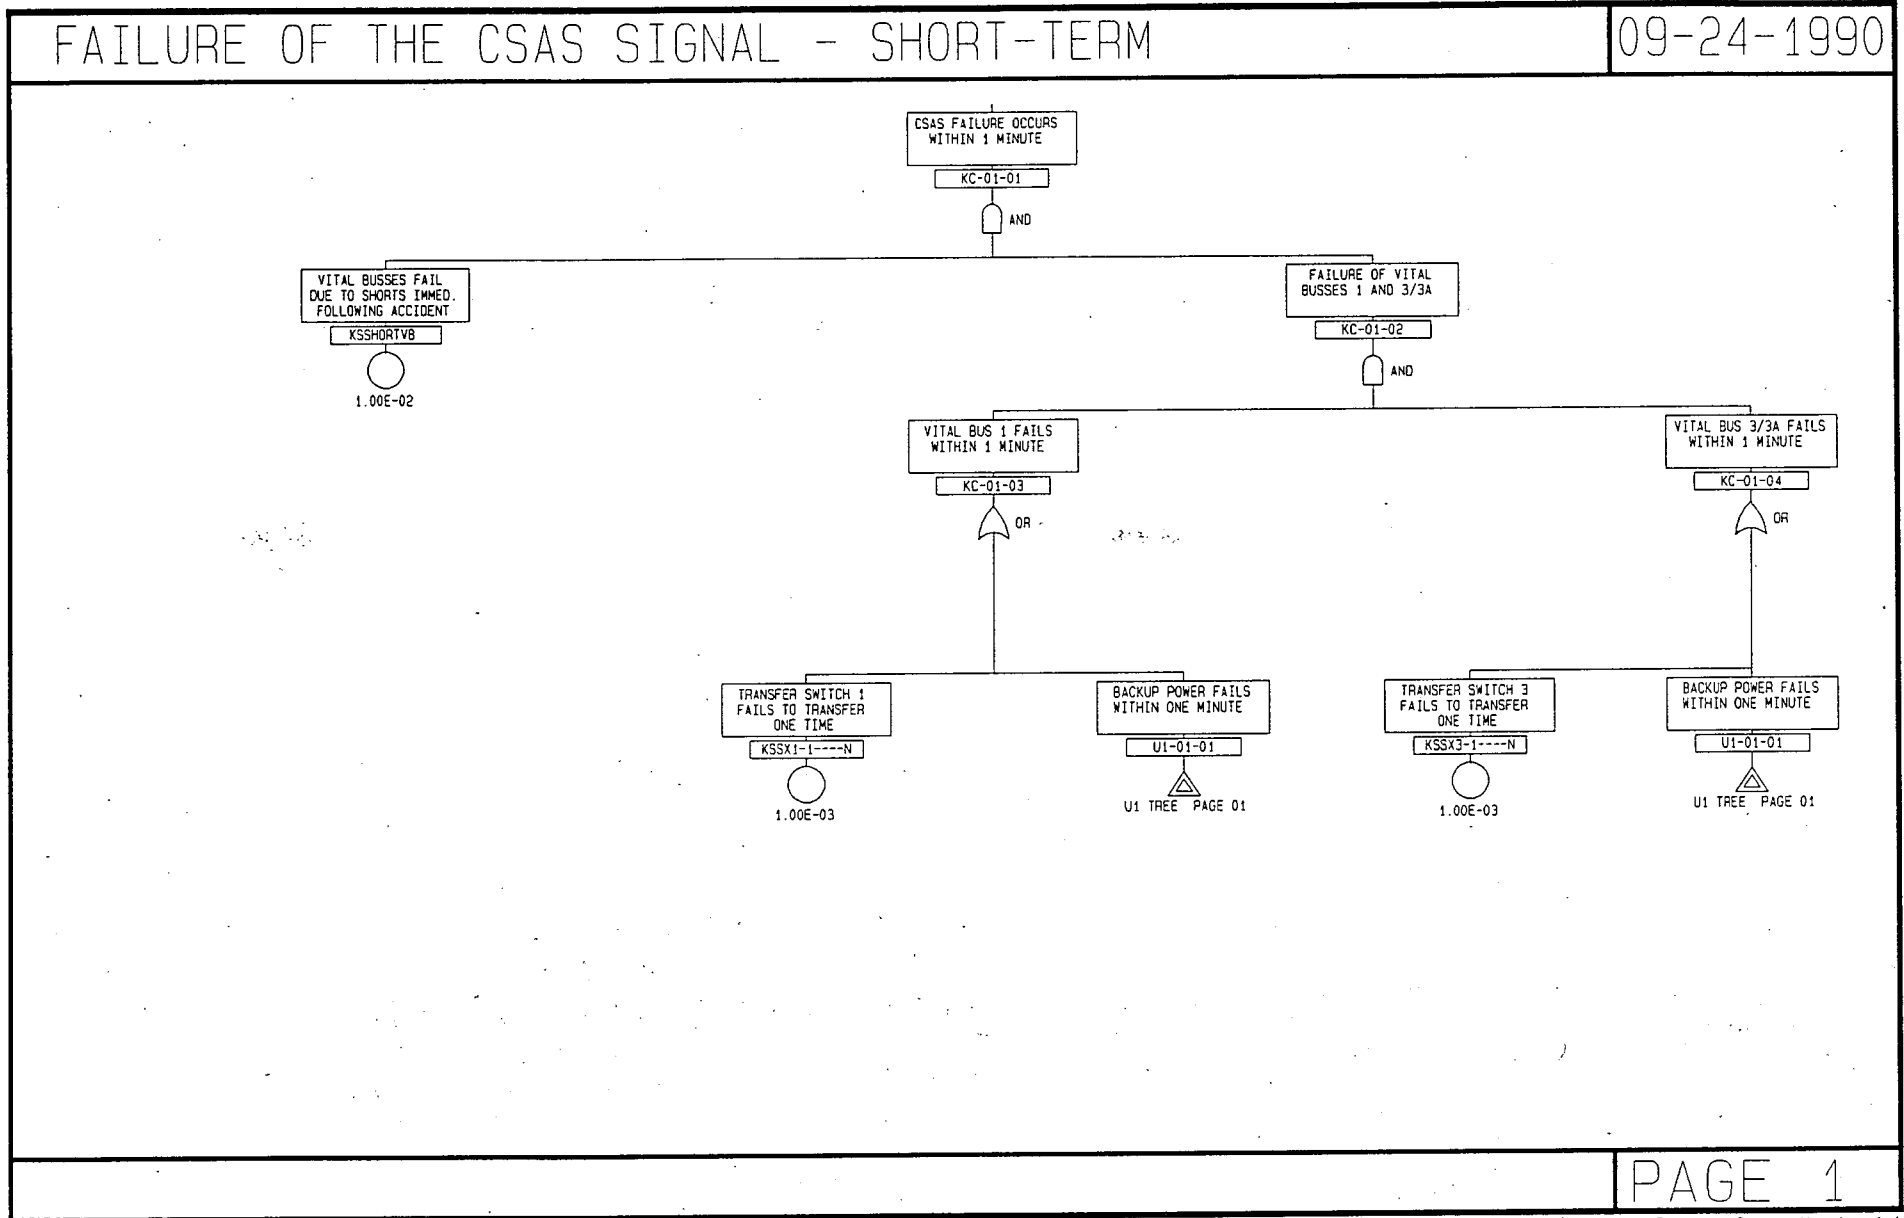 FAILURE OF THE CSAS SIGNAL - SHORT-TERM
09-24-1990
CSAS FAILURE OCCURS
WITHIN 1 MINUTE
KC-01-01
AND
VITAL BUSSES FAIL
DUE TO SHORTS IMMED.
FOLLOWING ACCIDENT
KSSHORTVB
1.00E-02
FAILURE OF VITAL
BUSSES 1 AND 3/3A
KC-01-02
AND
VITAL BUS 1 FAILS
WITHIN 1 MINUTE
KC-01-03
OR
VITAL BUS 3/3A FAILS
WITHIN 1 MINUTE
KC-01-04
OR
TRANSFER SWITCH 1
FAILS TO TRANSFER
ONE TIME
KSSX1-1----N
1.00E-03
BACKUP POWER FAILS
WITHIN ONE MINUTE
U1-01-01
U1 TREE PAGE 01
TRANSFER SWITCH 3
FAILS TO TRANSFER
ONE TIME
KSSX3-1----N
1.00E-03
BACKUP POWER FAILS
WITHIN ONE MINUTE
U1-01-01
U1 TREE PAGE 01
PAGE 1